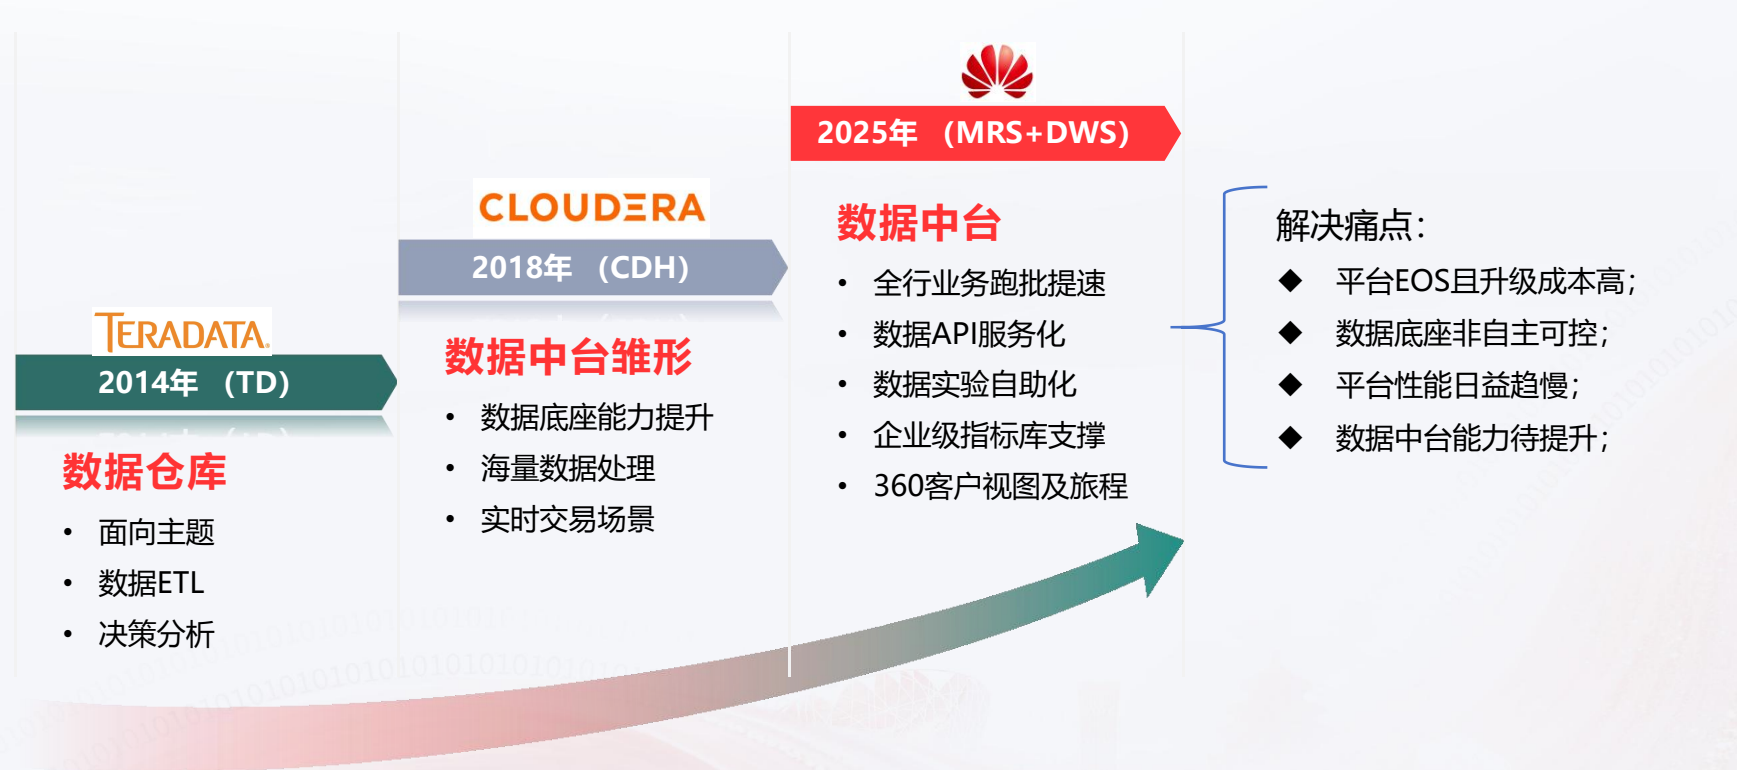 TERADATA.
2014年 （TD）
数据仓库
• 面向主题
• 数据ETL
• 决策分析
CLOUDERA
2018年 （CDH）
数据中台雏形
• 数据底座能力提升
• 海量数据处理
• 实时交易场景
2025年 （MRS+DWS）
数据中台
• 全行业务跑批提速
• 数据API服务化
• 数据实验自助化
• 企业级指标库支撑
• 360客户视图及旅程
解决痛点：
◆ 平台EOS且升级成本高；
◆ 数据底座非自主可控；
◆ 平台性能日益趋慢；
◆ 数据中台能力待提升；